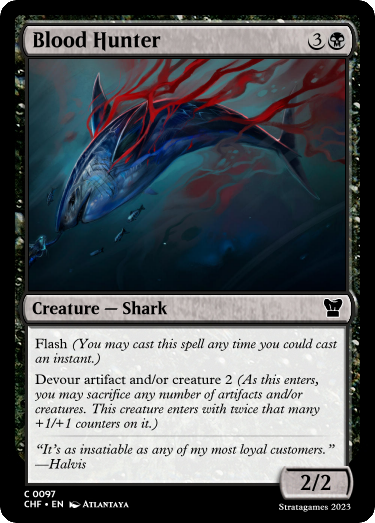 Blood Hunter 3
Creature — Shark
Flash (You may cast this spell any time you could cast
an instant.)
Devour artifact and/or creature 2 (As this enters,
you may sacrifice any number of artifacts and/or
creatures. This creature enters with twice that many
+1/+1 counters on it.)
“It's as insatiable as any of my most loyal customers.”
—Halvis
2/2
C 0097
CHF • EN Atlantaya
Stratagames 2023